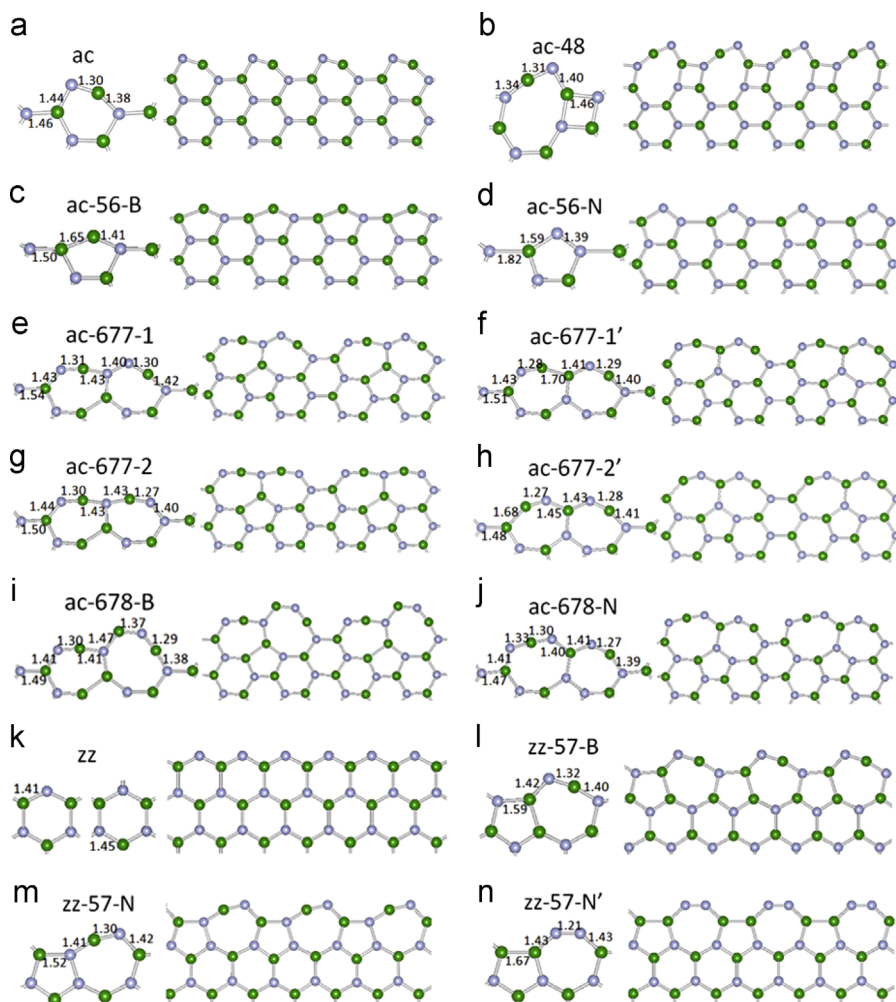 a
ac
1.30
1.44
1.38
1.46
b
ac-48
1.31
1.34
1.40
1.46
c
ac-56-B
1.65
1.41
1.50
d
ac-56-N
1.59
1.39
1.82
e
ac-677-1
1.31
1.40
1.30
1.43
1.43
1.42
1.54
f
ac-677-1′
1.28
1.41
1.29
1.43
1.70
1.40
1.51
g
ac-677-2
1.30
1.43
1.27
1.44
1.43
1.40
1.50
h
ac-677-2′
1.27
1.43
1.28
1.68
1.45
1.41
1.48
i
ac-678-B
1.37
1.30
1.47
1.29
1.41
1.41
1.38
1.49
j
ac-678-N
1.33
1.30
1.41
1.27
1.41
1.40
1.39
1.47
k
zz
1.41
1.45
l
zz-57-B
1.32
1.42
1.40
1.59
m
zz-57-N
1.30
1.41
1.42
1.52
n
zz-57-N′
1.21
1.43
1.43
1.67